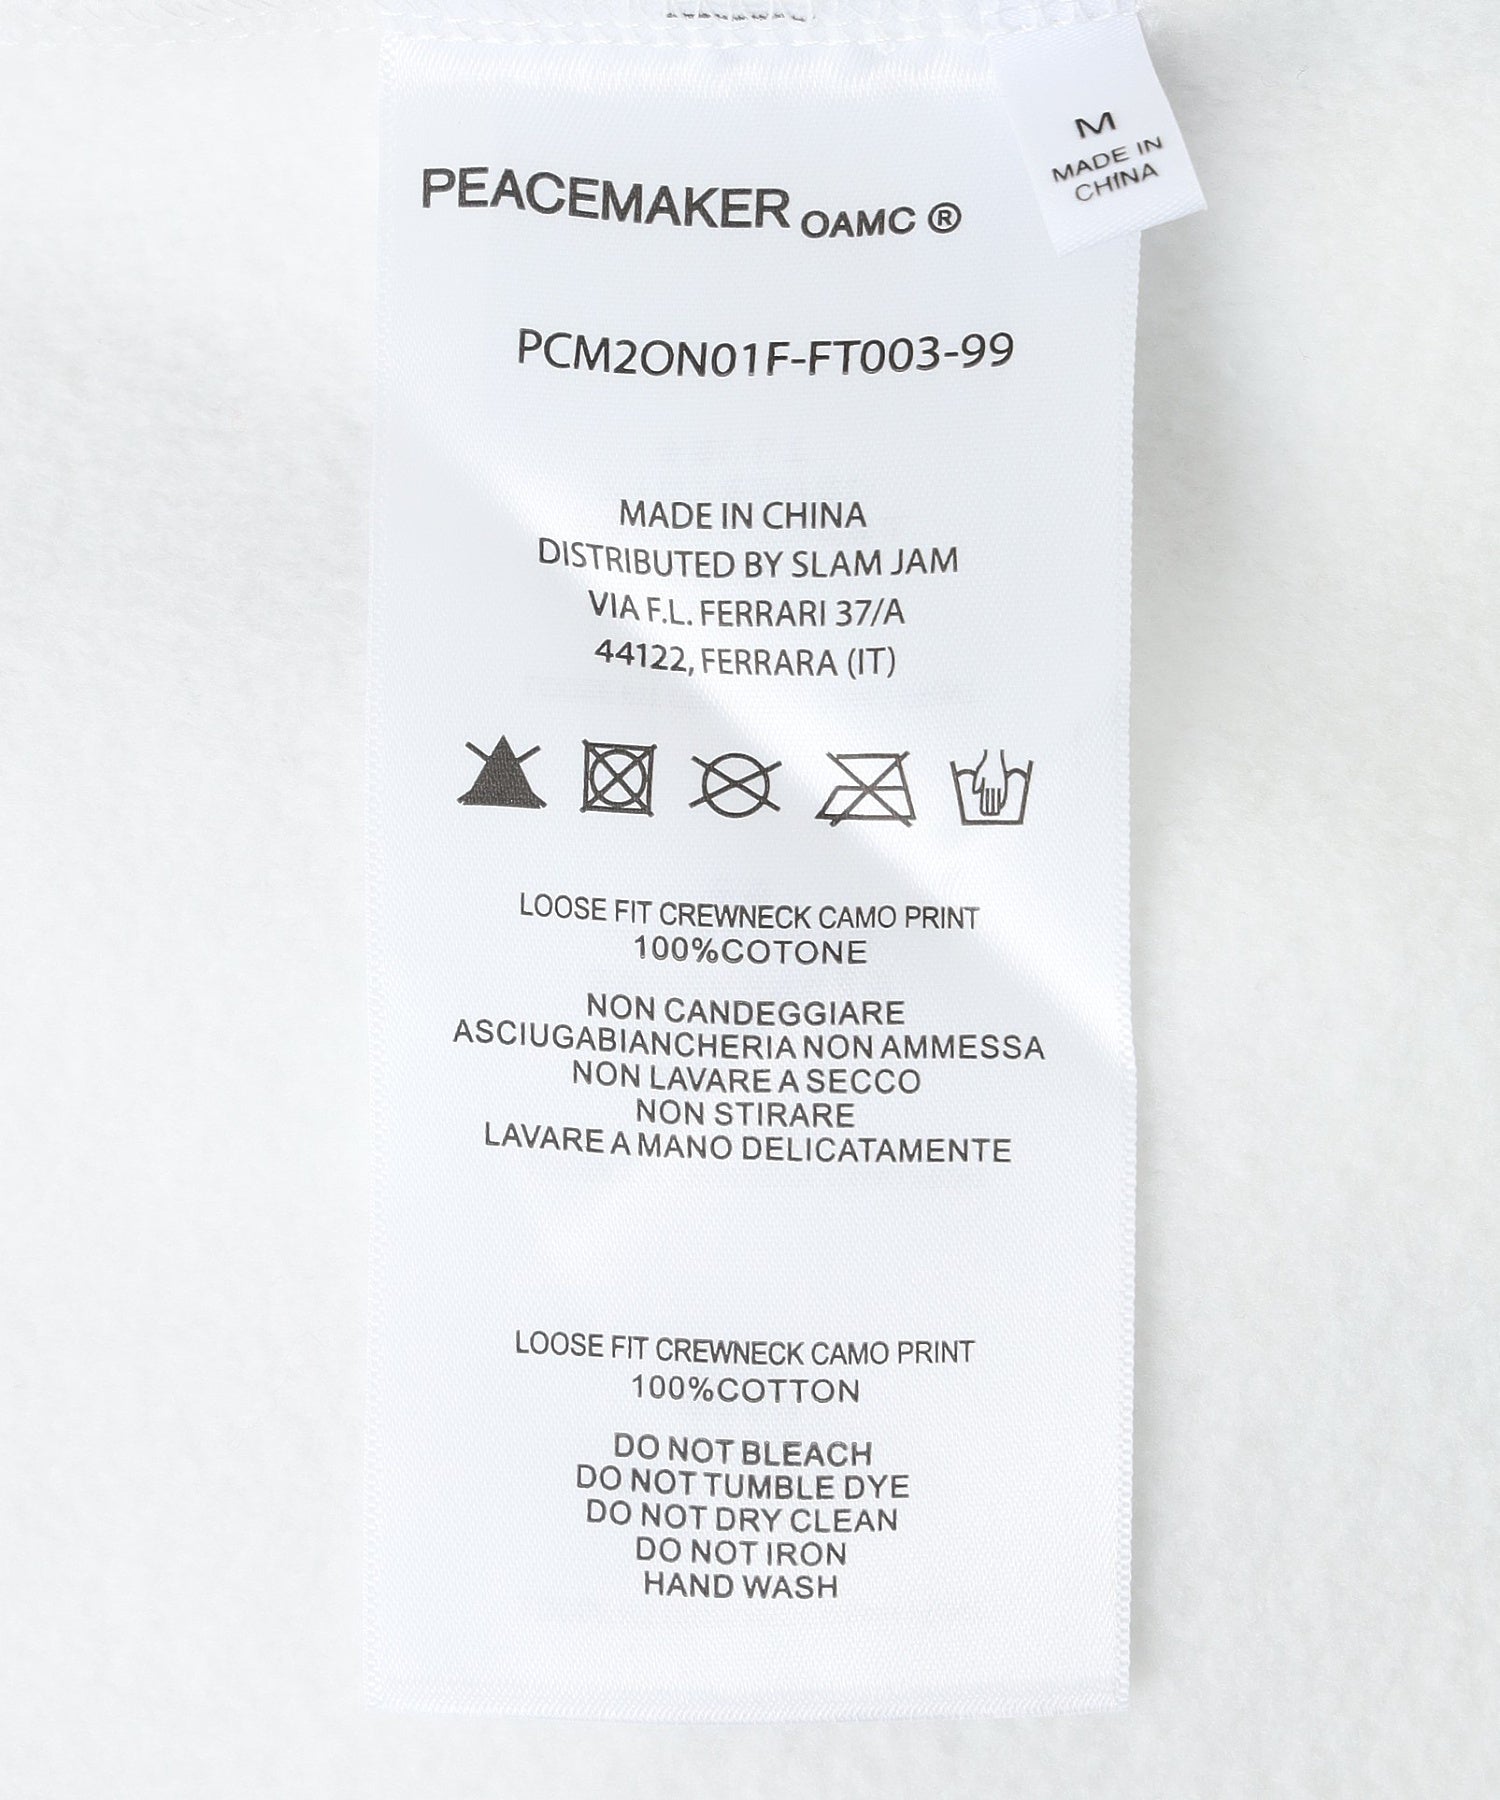 M
MADE IN
CHINA
PEACEMAKER OAMC ®
PCM2ON01F-FT003-99
MADE IN CHINA
DISTRIBUTED BY SLAM JAM
VIA F.L. FERRARI 37/A
44122, FERRARA (IT)
LOOSE FIT CREWNECK CAMO PRINT
100%COTONE
NON CANDEGGIARE
ASCIUGABIANCHERIA NON AMMESSA
NON LAVARE A SECCO
NON STIRARE
LAVARE A MANO DELICATAMENTE
LOOSE FIT CREWNECK CAMO PRINT
100%COTTON
DO NOT BLEACH
DO NOT TUMBLE DYE
DO NOT DRY CLEAN
DO NOT IRON
HAND WASH